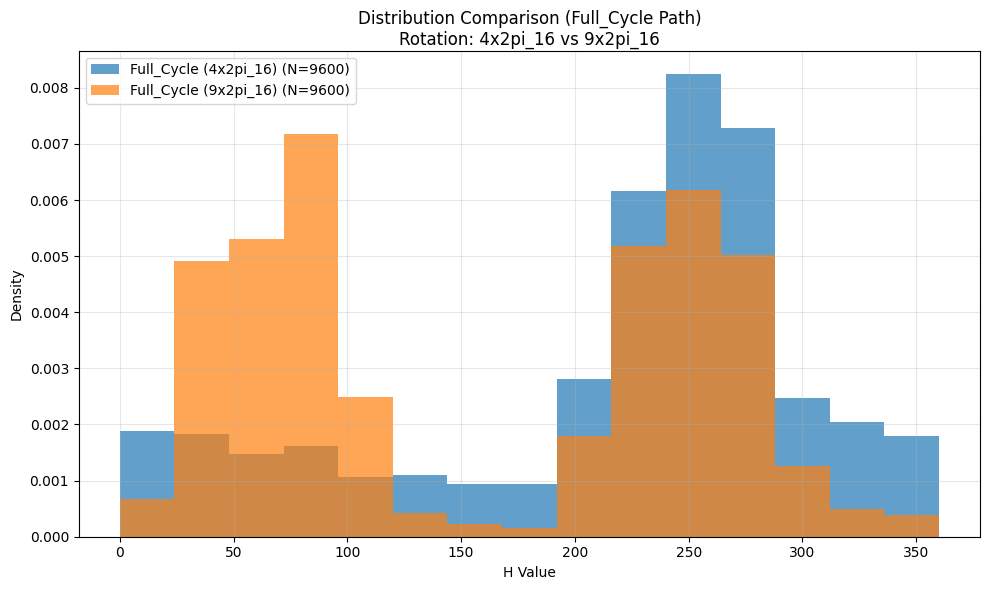 Distribution Comparison (Full_Cycle Path)
Rotation: 4x2pi_16 vs 9x2pi_16
Full_Cycle (4x2pi_16) (N=9600)
Full_Cycle (9x2pi_16) (N=9600)
0.008
0.007
0.006
0.005
0.004
0.003
0.002
0.001
0.000
Density
0 50 100 150 200 250 300 350
H Value